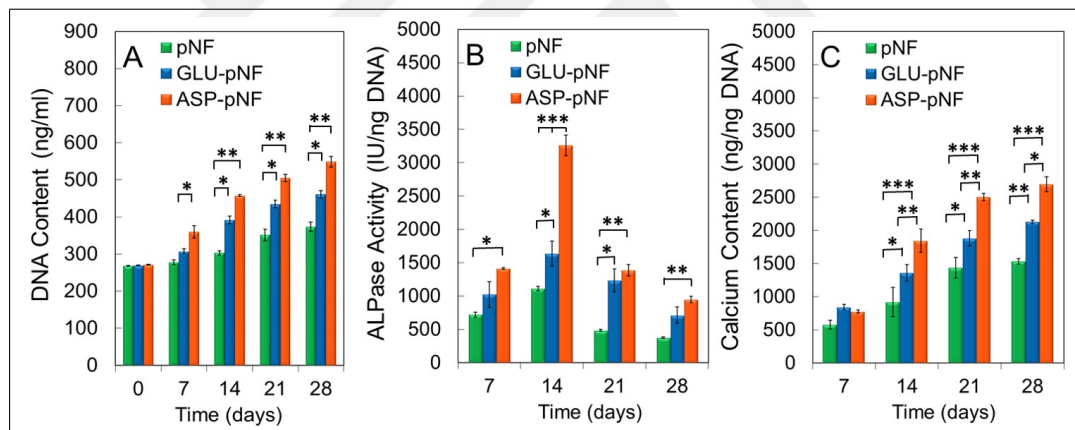 A
pNF
GLU-pNF
ASP-pNF
DNA Content (ng/ml)
900
800
700
600
500
400
300
200
100
0
*
**
*
**
*
**
*
0 7 14 21 28
Time (days)
B
pNF
GLU-pNF
ASP-pNF
ALPase Activity (IU/ng DNA)
5000
4500
4000
3500
3000
2500
2000
1500
1000
500
0
*
***
*
**
*
**
7 14 21 28
Time (days)
C
pNF
GLU-pNF
ASP-pNF
Calcium Content (ng/ng DNA)
5000
4500
4000
3500
3000
2500
2000
1500
1000
500
0
***
**
*
***
**
*
***
*
**
7 14 21 28
Time (days)